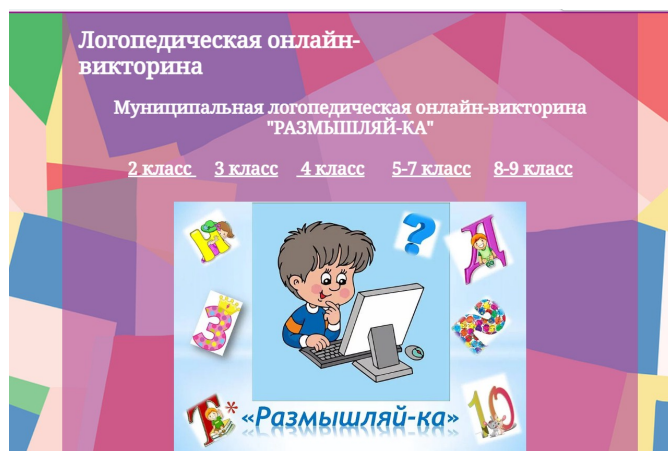 Логопедическая онлайн-
викторина
Муниципальная логопедическая онлайн-викторина
"РАЗМЫШЛЯЙ-КА"
2 класс 3 класс 4 класс 5-7 класс 8-9 класс
Н ? Д
З
Т* «Размышляй-ка» 10